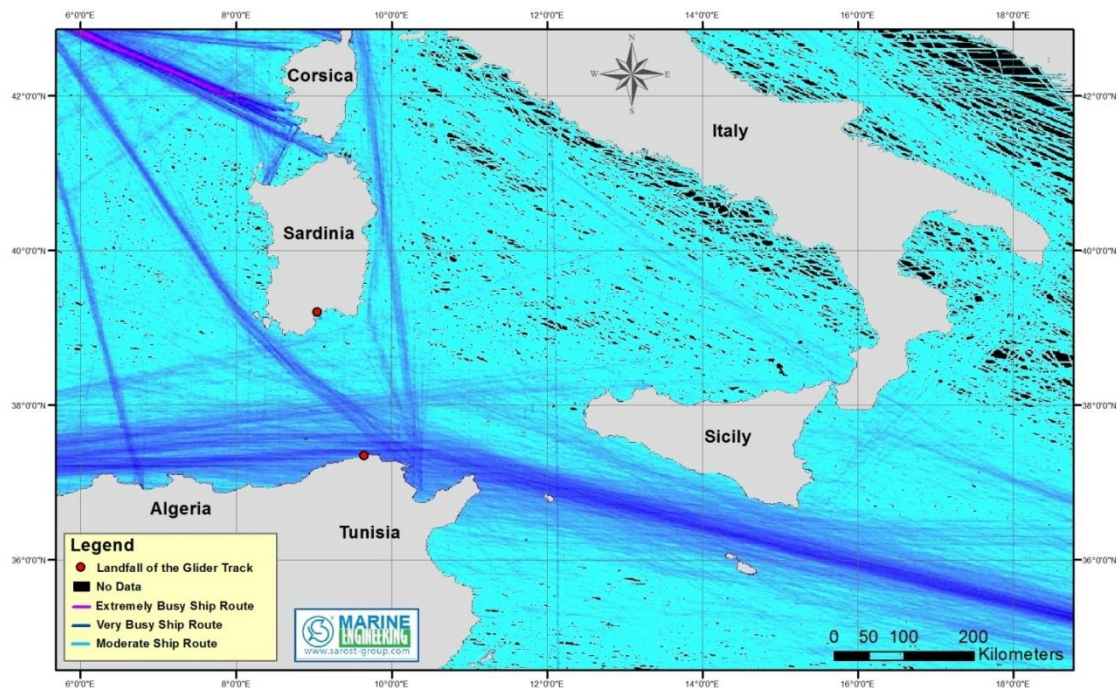 6°0'0"E 8°0'0"E 10°0'0"E 12°0'0"E 14°0'0"E 16°0'0"E 18°0'0"E
N
W E
S
Corsica
42°0'0"N 42°0'0"N
Italy
Sardinia
40°0'0"N 40°0'0"N
38°0'0"N 38°0'0"N
Sicily
Algeria
Tunisia
36°0'0"N 36°0'0"N
Legend
Landfall of the Glider Track
No Data
Extremely Busy Ship Route
Very Busy Ship Route
Moderate Ship Route
MARINE
ENGINEERING
www.sarost-group.com
0 50 100 200
Kilometers
6°0'0"E 8°0'0"E 10°0'0"E 12°0'0"E 14°0'0"E 16°0'0"E 18°0'0"E